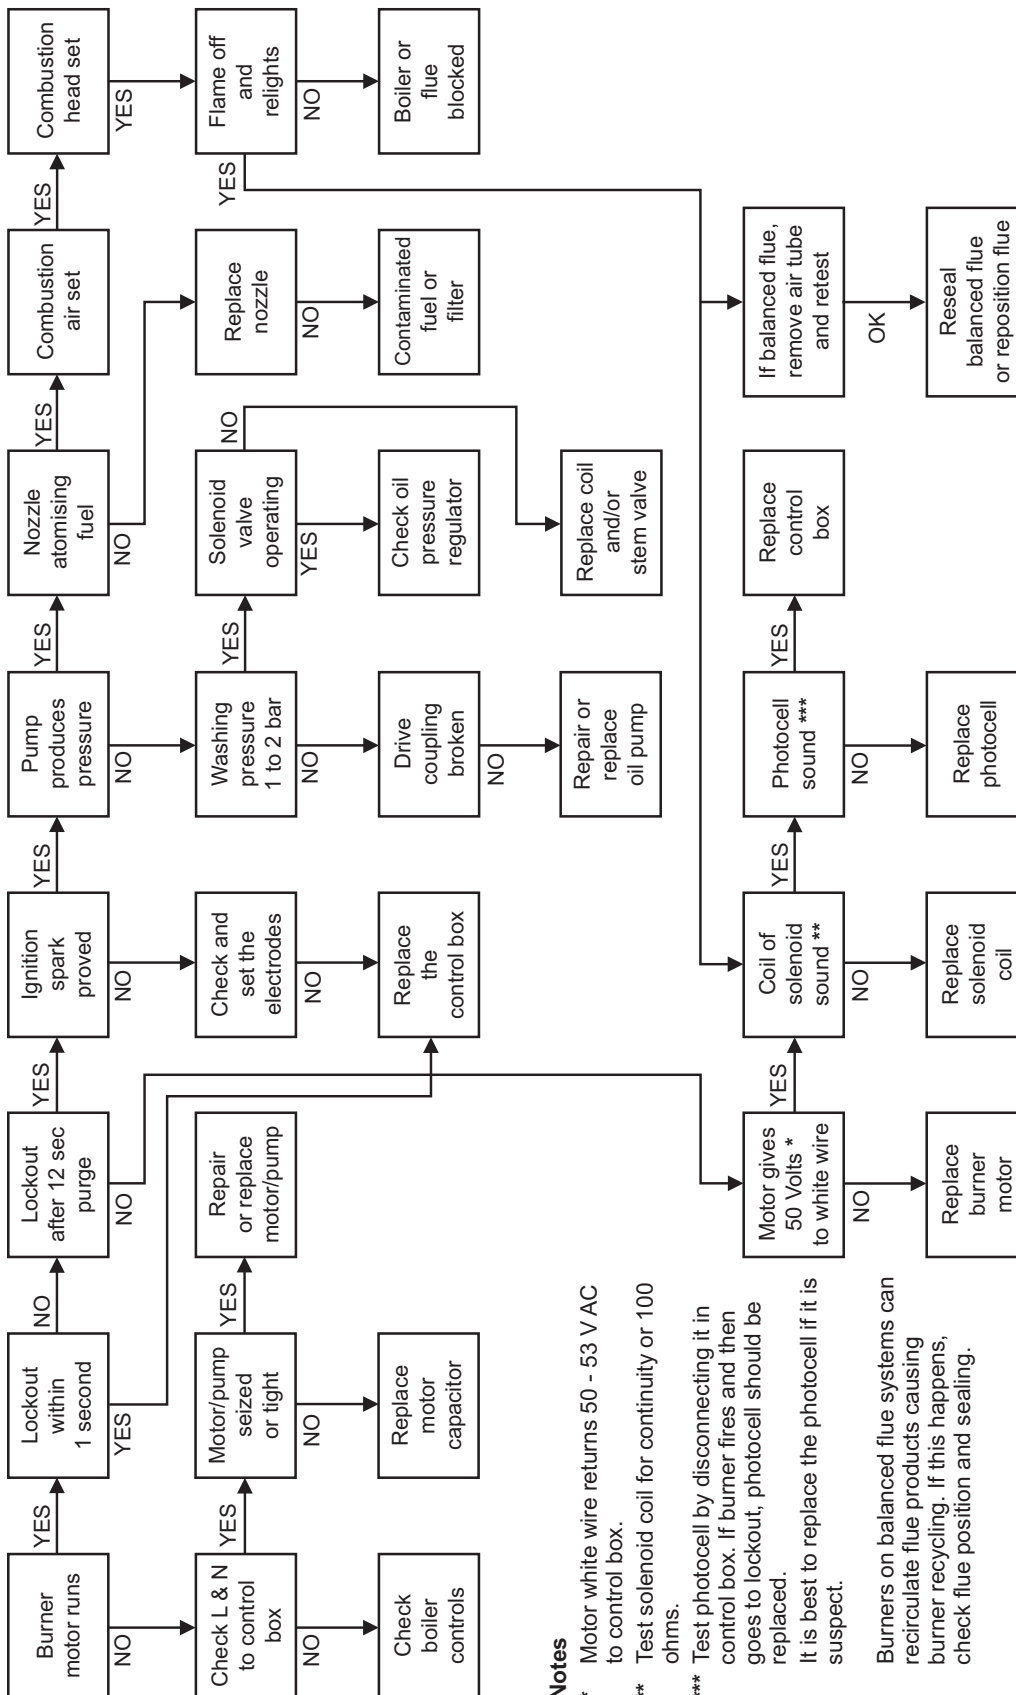 Burner
motor runs
YES
NO
Lockout
within
1 second
NO
YES
Lockout
after 12 sec
purge
YES
NO
Ignition
spark
proved
YES
NO
Pump
produces
pressure
YES
NO
Nozzle
atomising
fuel
YES
NO
Combustion
air set
YES
Combustion
head set
YES
Check L & N
to control
box
YES
NO
Motor/pump
seized
or tight
YES
NO
Repair
or replace
motor/pump
Check and
set the
electrodes
NO
Washing
pressure
1 to 2 bar
YES
NO
Solenoid
valve
operating
NO
YES
Replace
nozzle
NO
Flame off
and
relights
YES
NO
Check
boiler
controls
Replace
motor
capacitor
Replace
the
control box
Drive
coupling
broken
NO
Check oil
pressure
regulator
Contaminated
fuel or
filter
Boiler or
flue
blocked
Repair or
replace
oil pump
Replace coil
and/or
stem valve
Motor gives
50 Volts *
to white wire
YES
NO
Coil of
solenoid
sound **
YES
NO
Photocell
sound ***
YES
NO
Replace
control
box
If balanced flue,
remove air tube
and retest
OK
Replace
burner
motor
Replace
solenoid
coil
Replace
photocell
Reseal
balanced flue
or reposition flue
Notes
* Motor white wire returns 50 - 53 V AC
to control box.
** Test solenoid coil for continuity or 100
ohms.
*** Test photocell by disconnecting it in
control box. If burner fires and then
goes to lockout, photocell should be
replaced.
It is best to replace the photocell if it is
suspect.
Burners on balanced flue systems can
recirculate flue products causing
burner recycling. If this happens,
check flue position and sealing.